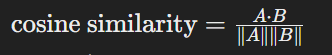 cosine similarity = A·B / ‖A‖‖B‖